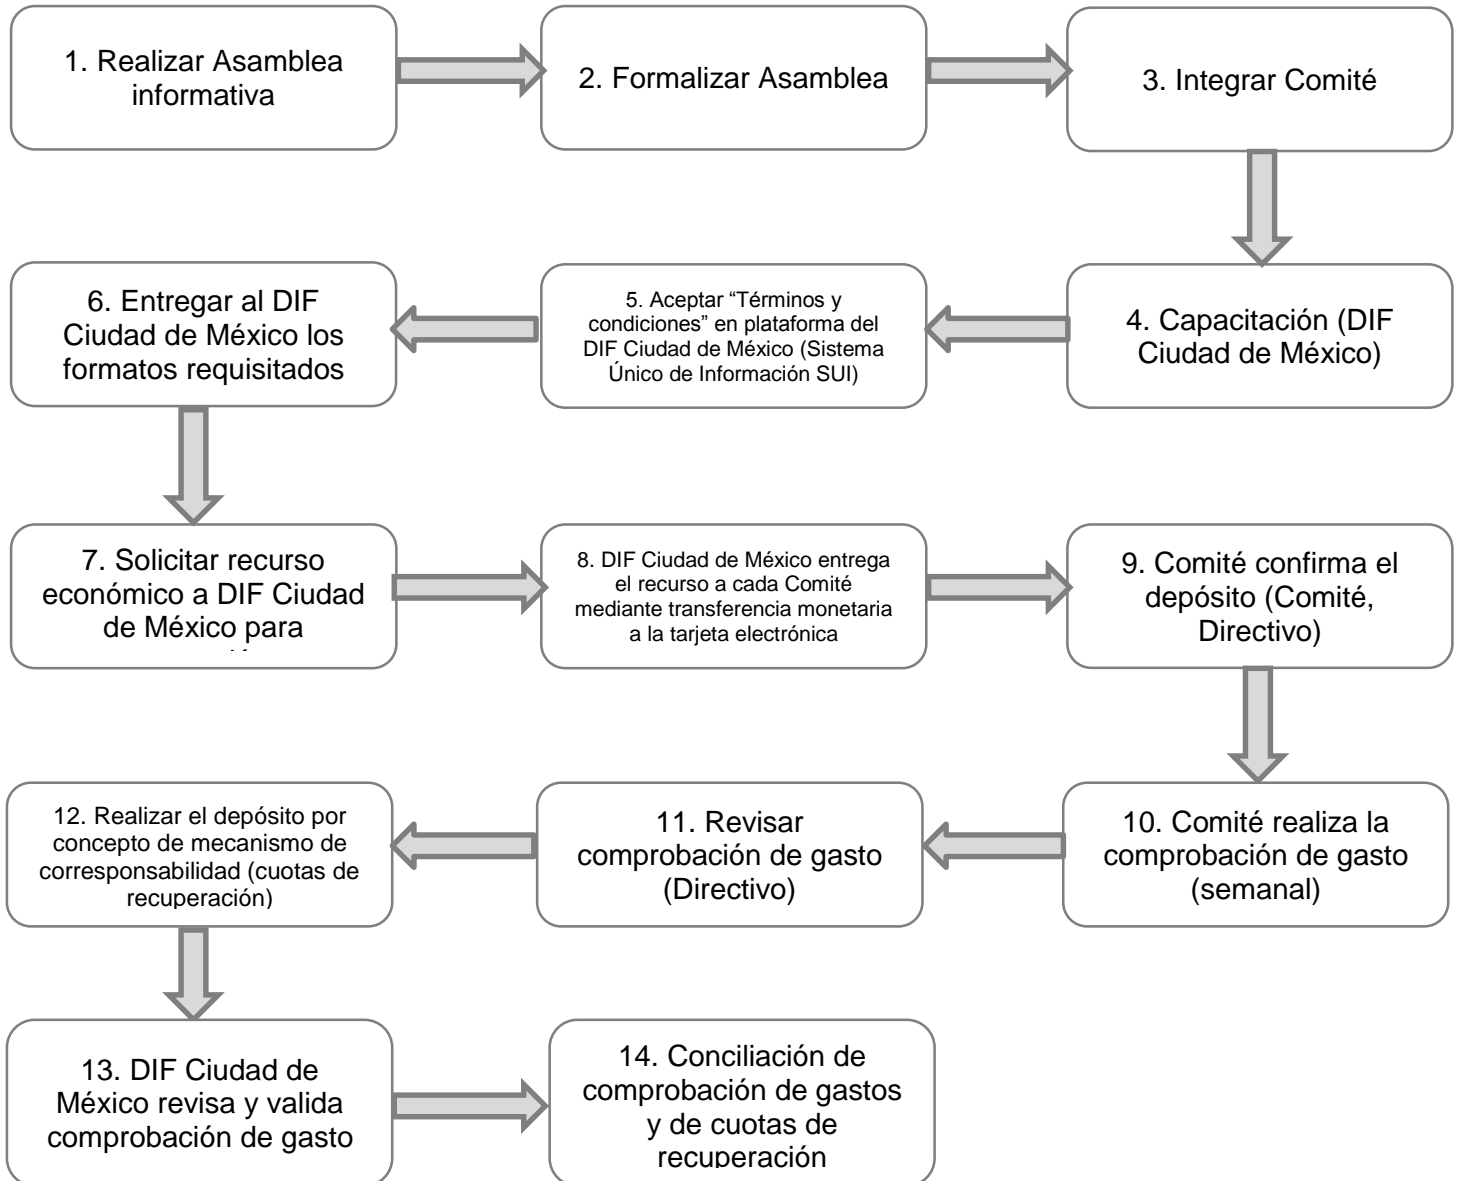 1. Realizar Asamblea
informativa
2. Formalizar Asamblea
3. Integrar Comité
4. Capacitación (DIF
Ciudad de México)
5. Aceptar “Términos y
condiciones” en plataforma del
DIF Ciudad de México (Sistema
Único de Información SUI)
6. Entregar al DIF
Ciudad de México los
formatos requisitados
7. Solicitar recurso
económico a DIF Ciudad
de México para
8. DIF Ciudad de México entrega
el recurso a cada Comité
mediante transferencia monetaria
a la tarjeta electrónica
9. Comité confirma el
depósito (Comité,
Directivo)
10. Comité realiza la
comprobación de gasto
(semanal)
11. Revisar
comprobación de gasto
(Directivo)
12. Realizar el depósito por
concepto de mecanismo de
corresponsabilidad (cuotas de
recuperación)
13. DIF Ciudad de
México revisa y valida
comprobación de gasto
14. Conciliación de
comprobación de gastos
y de cuotas de
recuperación